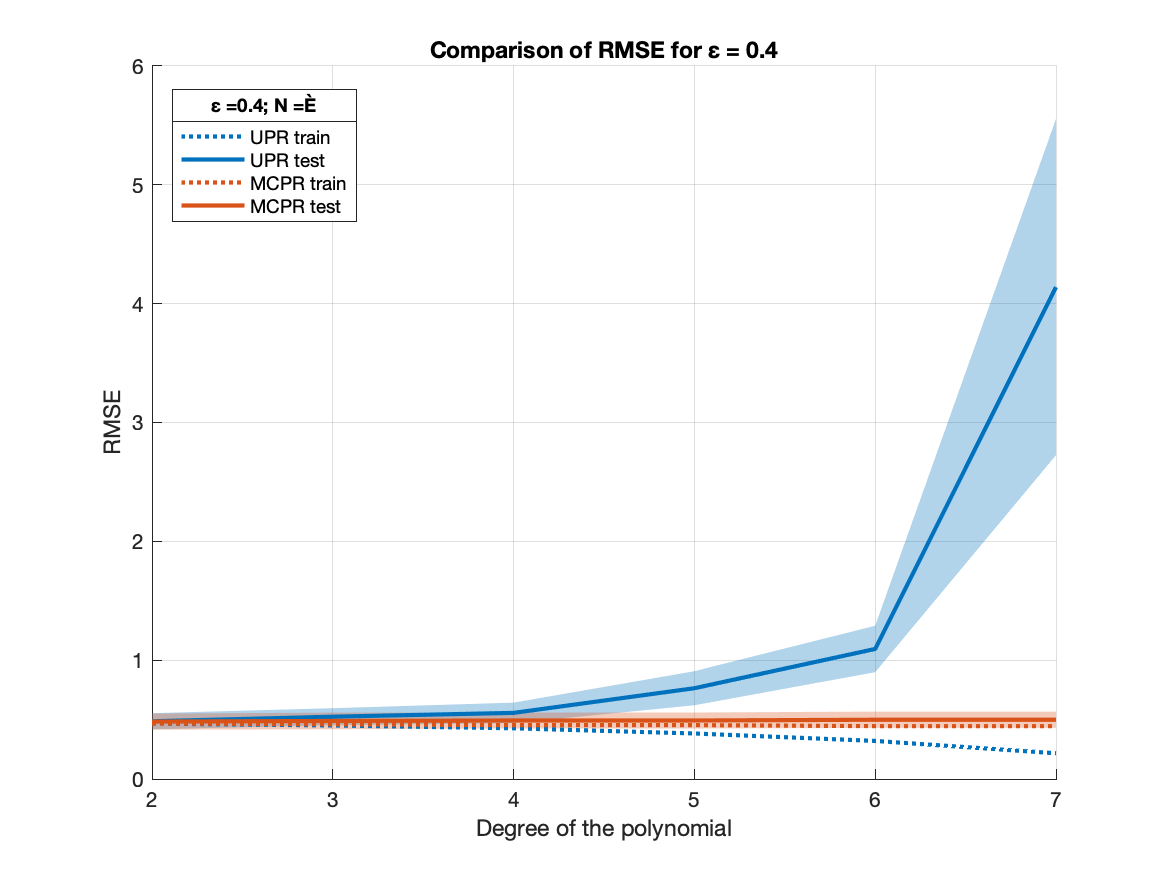 Comparison of RMSE for ε = 0.4
ε =0.4; N =È
UPR train
UPR test
MCPR train
MCPR test
6
5
4
3
2
1
0
RMSE
2 3 4 5 6 7
Degree of the polynomial